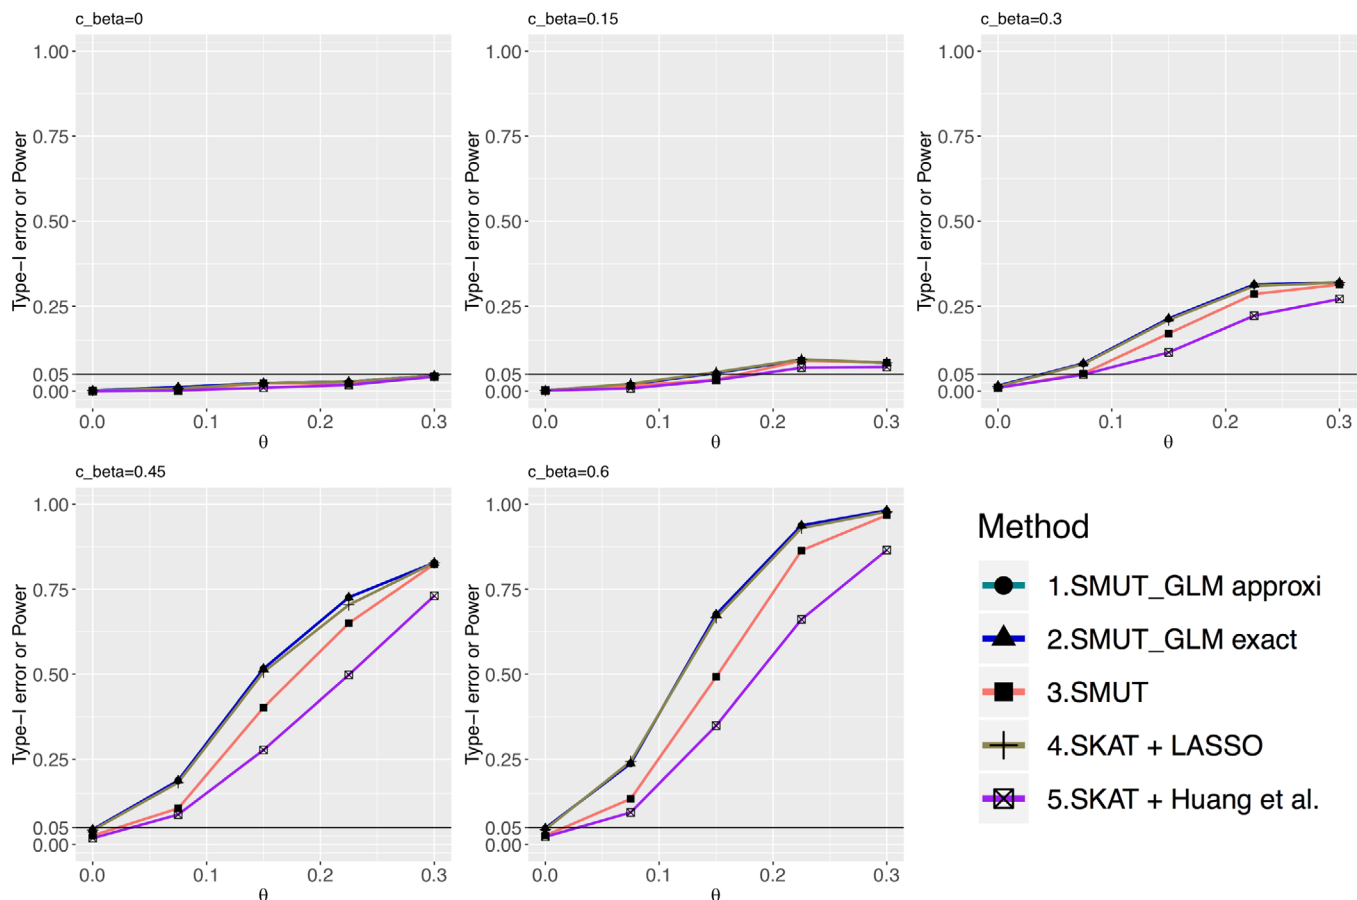 c_beta=0
1.00
0.75
0.50
0.25
0.05
0.00
Type−I error or Power
0.0 0.1 0.2 0.3
θ
c_beta=0.15
1.00
0.75
0.50
0.25
0.05
0.00
Type−I error or Power
0.0 0.1 0.2 0.3
θ
c_beta=0.3
1.00
0.75
0.50
0.25
0.05
0.00
Type−I error or Power
0.0 0.1 0.2 0.3
θ
c_beta=0.45
1.00
0.75
0.50
0.25
0.05
0.00
Type−I error or Power
0.0 0.1 0.2 0.3
θ
c_beta=0.6
1.00
0.75
0.50
0.25
0.05
0.00
Type−I error or Power
0.0 0.1 0.2 0.3
θ
Method
1.SMUT_GLM approxi
2.SMUT_GLM exact
3.SMUT
4.SKAT + LASSO
5.SKAT + Huang et al.